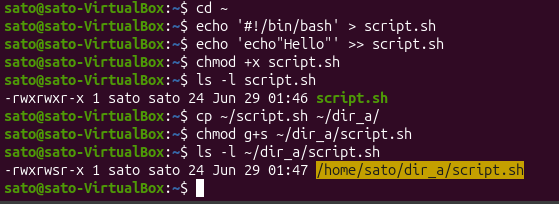 sato@sato-VirtualBox:~$ cd ~
sato@sato-VirtualBox:~$ echo '#!/bin/bash' > script.sh
sato@sato-VirtualBox:~$ echo 'echo"Hello"' >> script.sh
sato@sato-VirtualBox:~$ chmod +x script.sh
sato@sato-VirtualBox:~$ ls -l script.sh
-rwxrwxr-x 1 sato sato 24 Jun 29 01:46 script.sh
sato@sato-VirtualBox:~$ cp ~/script.sh ~/dir_a/
sato@sato-VirtualBox:~$ chmod g+s ~/dir_a/script.sh
sato@sato-VirtualBox:~$ ls -l ~/dir_a/script.sh
-rwxrwsr-x 1 sato sato 24 Jun 29 01:47 /home/sato/dir_a/script.sh
sato@sato-VirtualBox:~$